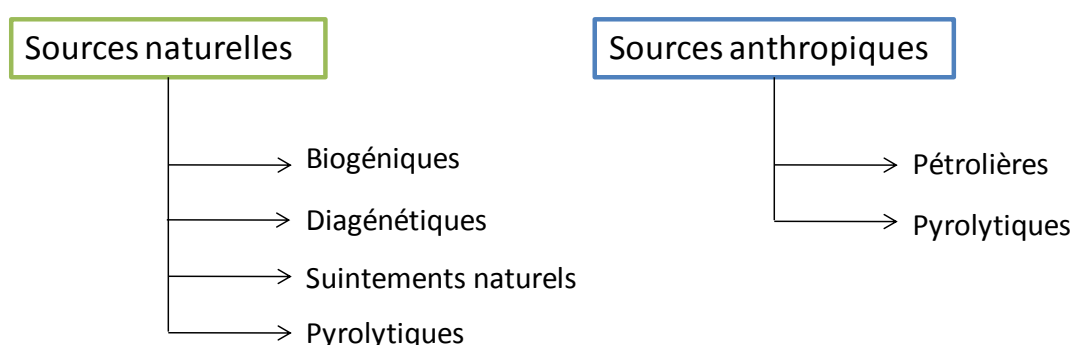 Sources naturelles
Biogéniques
Diagénétiques
Suintements naturels
Pyrolytiques
Sources anthropiques
Pétrolières
Pyrolytiques